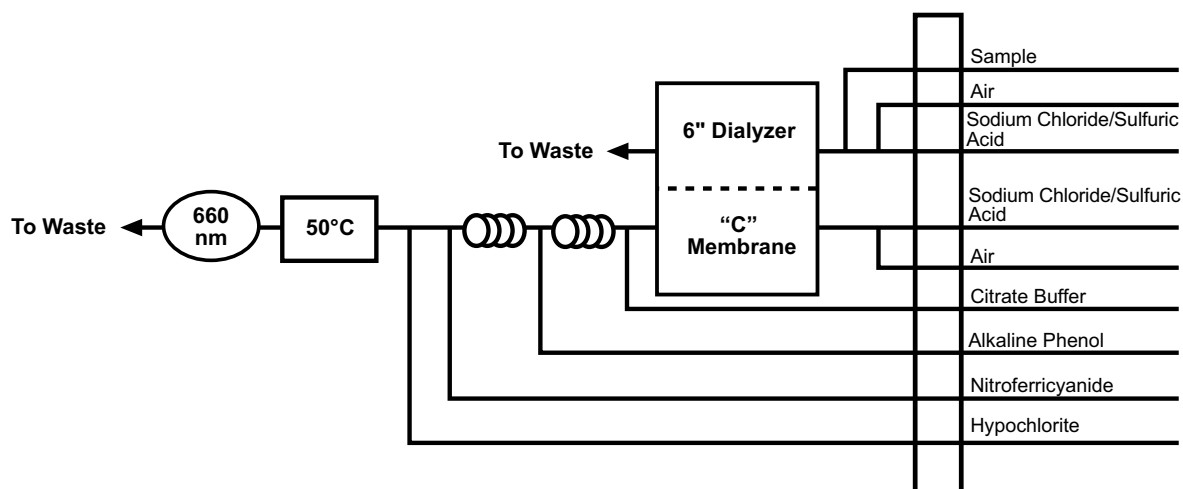 Sample
Air
Sodium Chloride/Sulfuric
Acid
6" Dialyzer
To Waste
Sodium Chloride/Sulfuric
Acid
660
nm
50°C
To Waste
“C”
Membrane
Air
Citrate Buffer
Alkaline Phenol
Nitroferricyanide
Hypochlorite